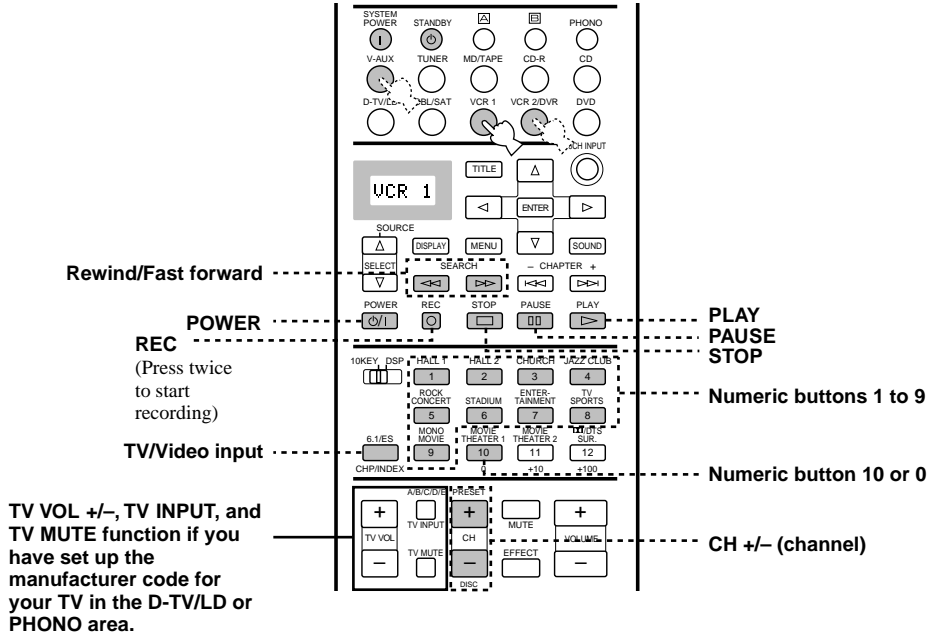 SYSTEM
POWER
STANDBY
A
B
PHONO
V-AUX
TUNER
MD/TAPE
CD-R
CD
D-TV/LD
CBL/SAT
VCR 1
VCR 2/DVR
DVD
6CH INPUT
TITLE
VCR 1
ENTER
SOURCE
SELECT
DISPLAY
MENU
SOUND
SEARCH
– CHAPTER +
Rewind/Fast forward
POWER
REC
STOP
PAUSE
PLAY
POWER
REC
(Press twice
to start
recording)
PLAY
PAUSE
STOP
10KEY DSP
HALL 1
HALL 2
CHURCH
JAZZ CLUB
1
2
3
4
ROCK
CONCERT
STADIUM
ENTER-
TAINMENT
TV
SPORTS
5
6
7
8
Numeric buttons 1 to 9
6.1/ES
MONO
MOVIE
MOVIE
THEATER 1
MOVIE
THEATER 2
/DTS
SUR.
9
10
11
12
CHP/INDEX
0
+10
+100
TV/Video input
Numeric button 10 or 0
TV VOL +/–, TV INPUT, and
TV MUTE function if you
have set up the
manufacturer code for
your TV in the D-TV/LD or
PHONO area.
A/B/C/D/E
PRESET
+
TV VOL
–
TV INPUT
TV MUTE
+
CH
–
DISC
MUTE
EFFECT
+
VOLUME
–
CH +/– (channel)